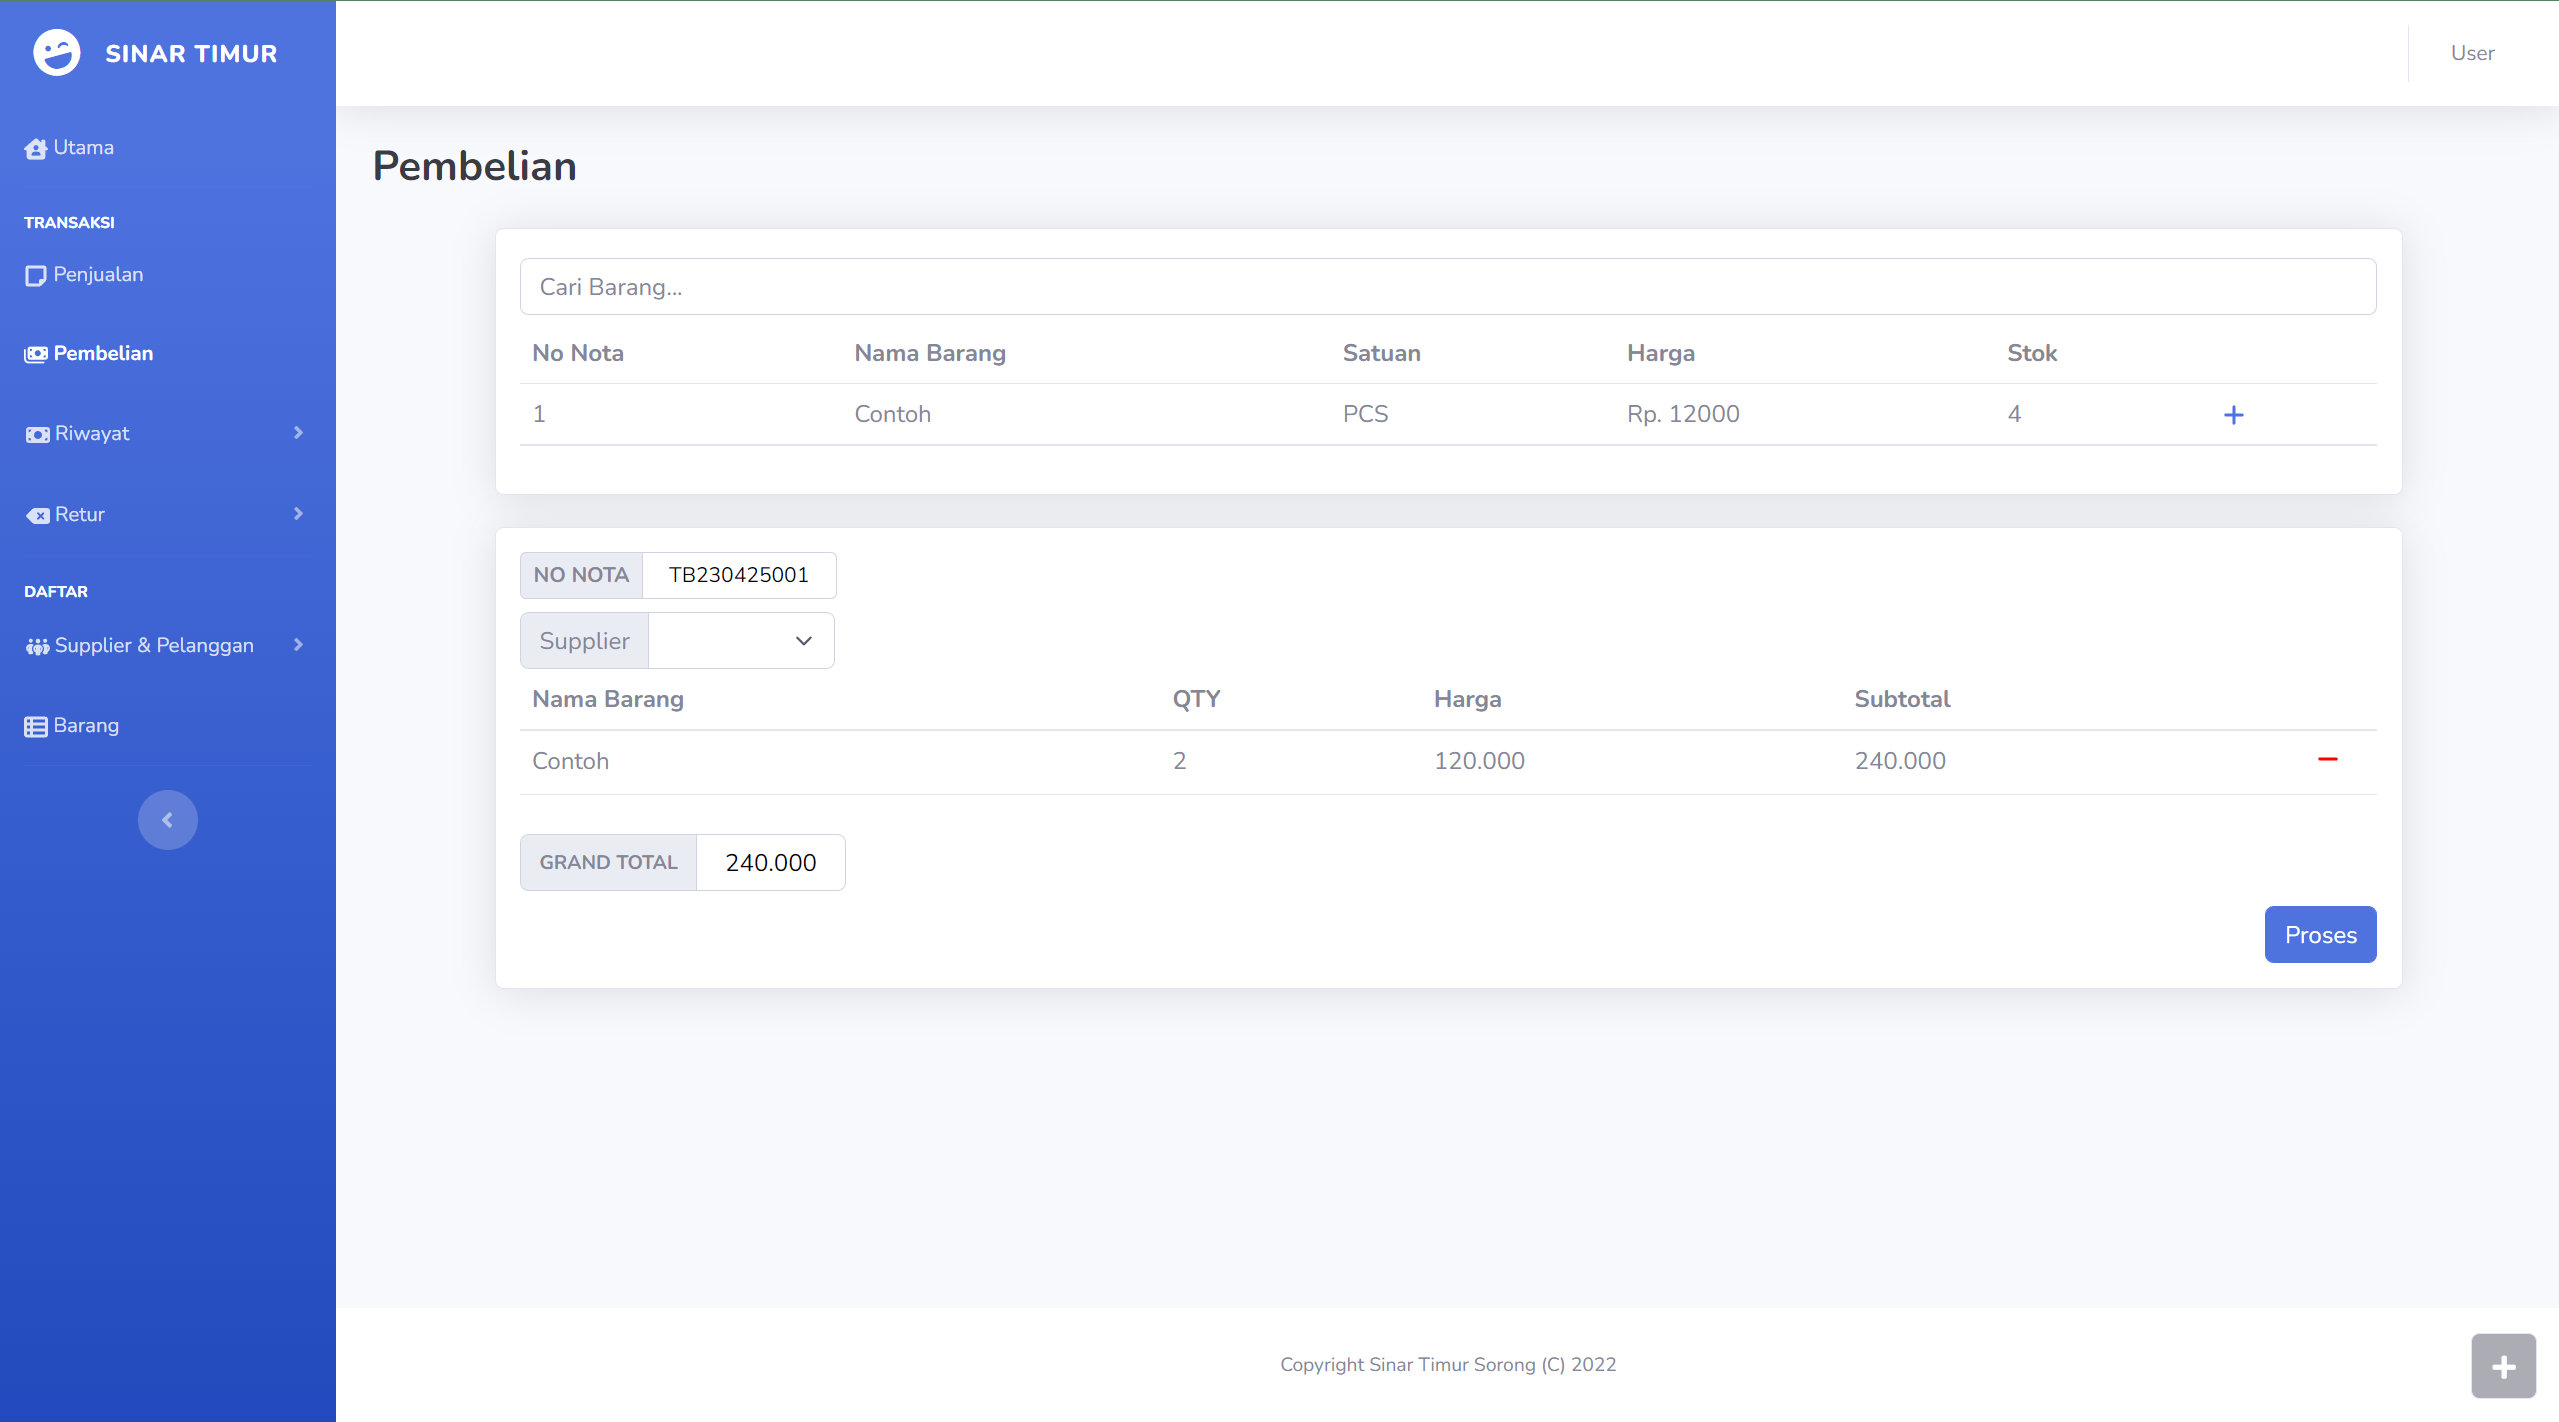 SINAR TIMUR
User
Utama
TRANSAKSI
Penjualan
Pembelian
Riwayat
Retur
DAFTAR
Supplier & Pelanggan
Barang
Pembelian
Cari Barang...
No Nota Nama Barang Satuan Harga Stok
1 Contoh PCS Rp. 12000 4
NO NOTA TB230425001
Supplier
Nama Barang QTY Harga Subtotal
Contoh 2 120.000 240.000
GRAND TOTAL 240.000
Proses
Copyright Sinar Timur Sorong (C) 2022